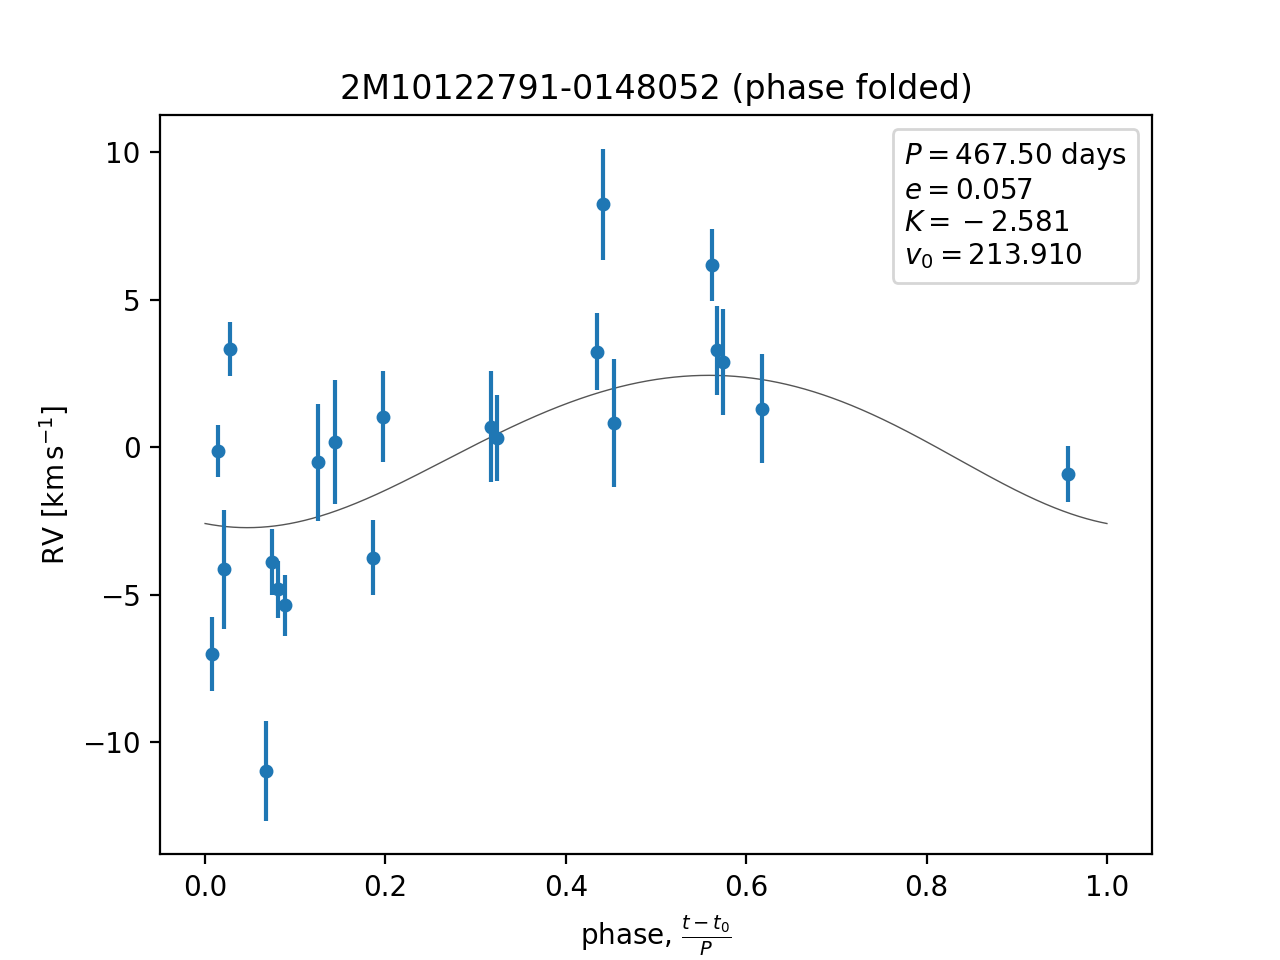 2M10122791-0148052 (phase folded)
P = 467.50 days
e = 0.057
K = −2.581
v₀ = 213.910
10
5
0
−5
−10
RV [km s⁻¹]
0.0 0.2 0.4 0.6 0.8 1.0
phase, (t − t₀)/P